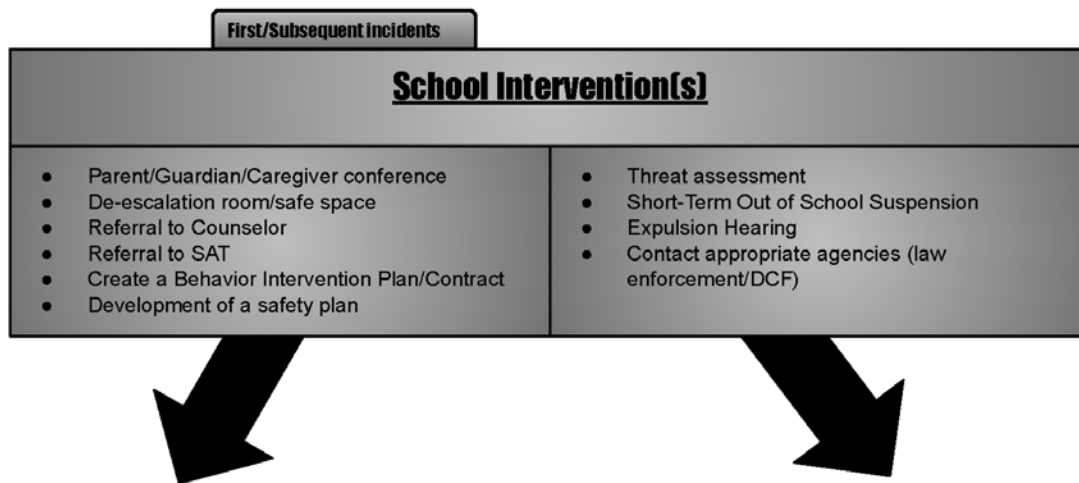 First/Subsequent incidents
School Intervention(s)
● Parent/Guardian/Caregiver conference
● De-escalation room/safe space
● Referral to Counselor
● Referral to SAT
● Create a Behavior Intervention Plan/Contract
● Development of a safety plan
● Threat assessment
● Short-Term Out of School Suspension
● Expulsion Hearing
● Contact appropriate agencies (law
enforcement/DCF)